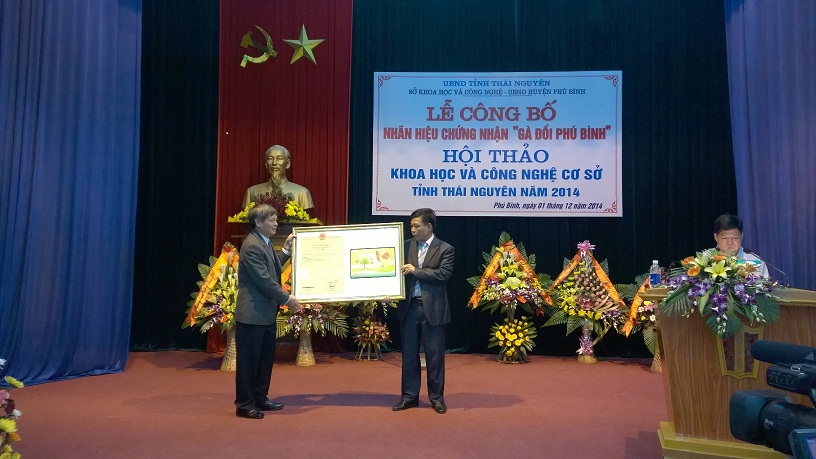 UBND TỈNH THÁI NGUYÊN
SỞ KHOA HỌC VÀ CÔNG NGHỆ - UBND HUYỆN PHÚ BÌNH
LỄ CÔNG BỐ
NHÃN HIỆU CHỨNG NHẬN "GÀ ĐỒI PHÚ BÌNH"
HỘI THẢO
KHOA HỌC VÀ CÔNG NGHỆ CƠ SỞ
TỈNH THÁI NGUYÊN NĂM 2014
Phú Bình, ngày 01 tháng 12 năm 2014